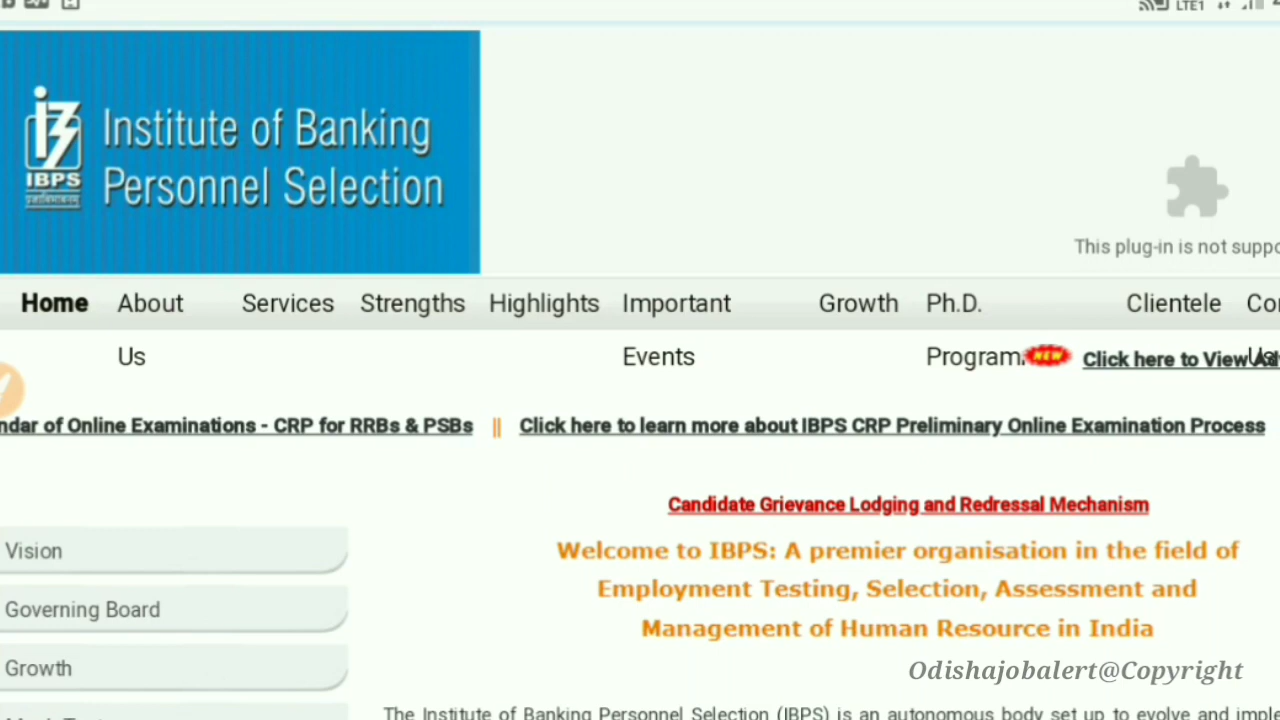 LTE1
Institute of Banking
Personnel Selection
IBPS
This plug-in is not suppo
Home About Services Strengths Highlights Important Growth Ph.D. Clientele Con
Us Events Program. NEW Click here to View Ad Us
ndar of Online Examinations - CRP for RRBs & PSBs || Click here to learn more about IBPS CRP Preliminary Online Examination Process
Candidate Grievance Lodging and Redressal Mechanism
Vision
Welcome to IBPS: A premier organisation in the field of
Employment Testing, Selection, Assessment and
Governing Board
Management of Human Resource in India
Growth
Odishajobalert@Copyright
The Institute of Banking Personnel Selection (IBPS) is an autonomous body set up to evolve and imple